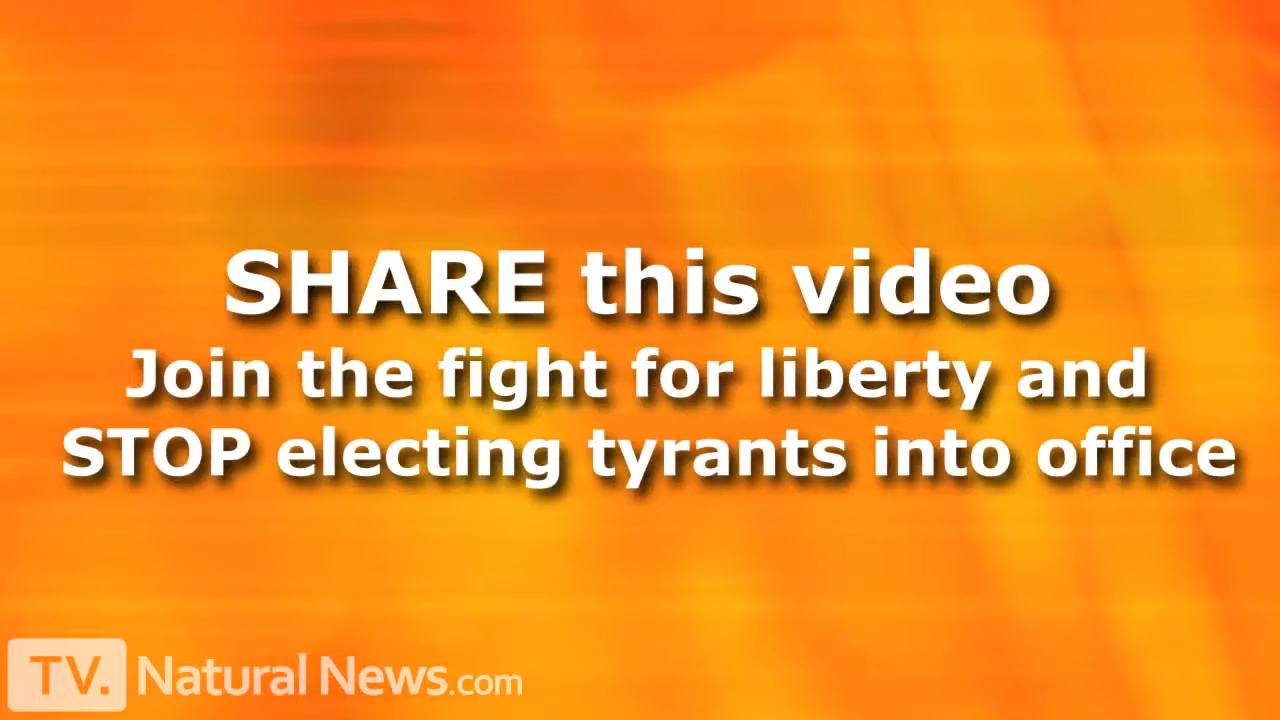 SHARE this video
Join the fight for liberty and
STOP electing tyrants into office
TV. Natural News.com